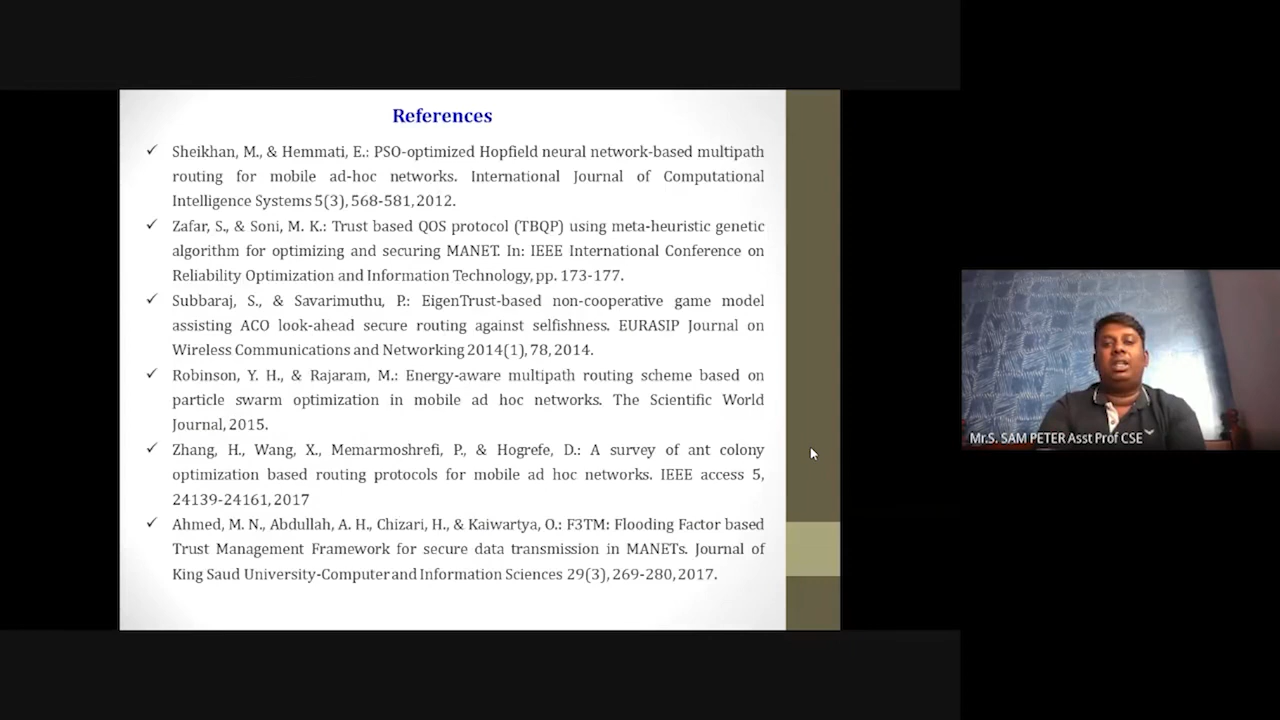 References
✓ Sheikhan, M., & Hemmati, E.: PSO-optimized Hopfield neural network-based multipath
routing for mobile ad-hoc networks. International Journal of Computational
Intelligence Systems 5(3), 568-581, 2012.
✓ Zafar, S., & Soni, M. K.: Trust based QOS protocol (TBQP) using meta-heuristic genetic
algorithm for optimizing and securing MANET. In: IEEE International Conference on
Reliability Optimization and Information Technology, pp. 173-177.
✓ Subbaraj, S., & Savarimuthu, P.: EigenTrust-based non-cooperative game model
assisting ACO look-ahead secure routing against selfishness. EURASIP Journal on
Wireless Communications and Networking 2014(1), 78, 2014.
✓ Robinson, Y. H., & Rajaram, M.: Energy-aware multipath routing scheme based on
particle swarm optimization in mobile ad hoc networks. The Scientific World
Journal, 2015.
✓ Zhang, H., Wang, X., Memarmoshrefi, P., & Hogrefe, D.: A survey of ant colony
optimization based routing protocols for mobile ad hoc networks. IEEE access 5,
24139-24161, 2017
✓ Ahmed, M. N., Abdullah, A. H., Chizari, H., & Kaiwartya, O.: F3TM: Flooding Factor based
Trust Management Framework for secure data transmission in MANETs. Journal of
King Saud University-Computer and Information Sciences 29(3), 269-280, 2017.
Mr.S. SAM PETER Asst Prof CSE